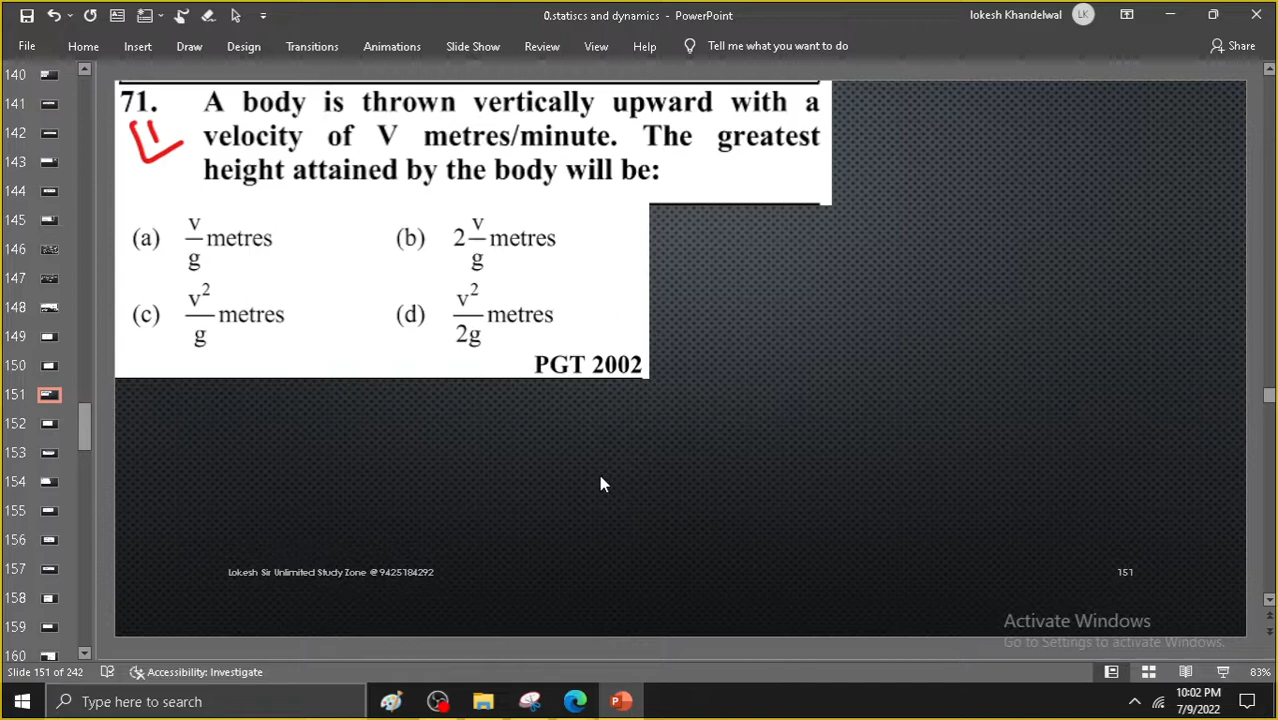 0.statiscs and dynamics - PowerPoint
lokesh Khandelwal LK
File Home Insert Draw Design Transitions Animations Slide Show Review View Help Tell me what you want to do Share
140
141
142
143
144
145
146
147
148
149
150
151
152
153
154
155
156
157
158
159
160
71. A body is thrown vertically upward with a
velocity of V metres/minute. The greatest
height attained by the body will be:
(a) v/g metres (b) 2 v/g metres
(c) v²/g metres (d) v²/2g metres
PGT 2002
Lokesh Sir Unlimited Study Zone @ 9425184292
151
Activate Windows
Go to Settings to activate Windows.
Slide 151 of 242 Accessibility: Investigate 83%
Type here to search
10:02 PM
7/9/2022